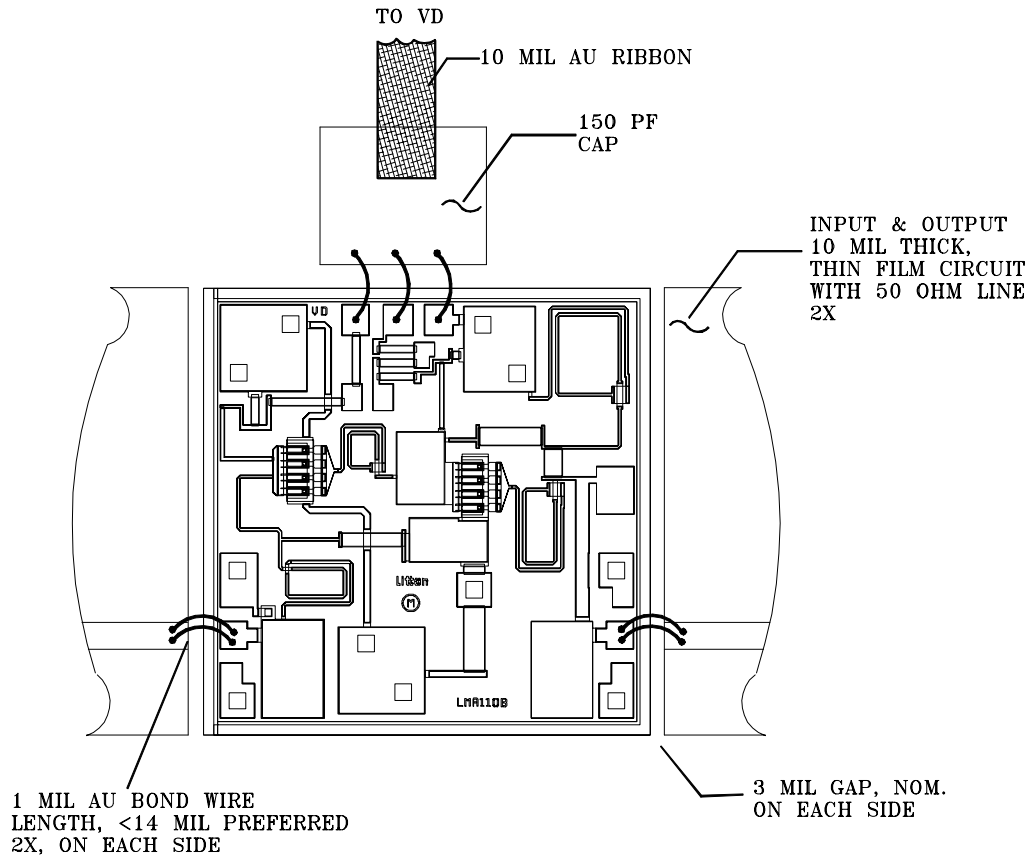 TO VD
10 MIL AU RIBBON
150 PF
CAP
INPUT & OUTPUT
10 MIL THICK,
THIN FILM CIRCUIT
WITH 50 OHM LINE
2X
VD
Litton
M
LMA110B
3 MIL GAP, NOM.
ON EACH SIDE
1 MIL AU BOND WIRE
LENGTH, <14 MIL PREFERRED
2X, ON EACH SIDE